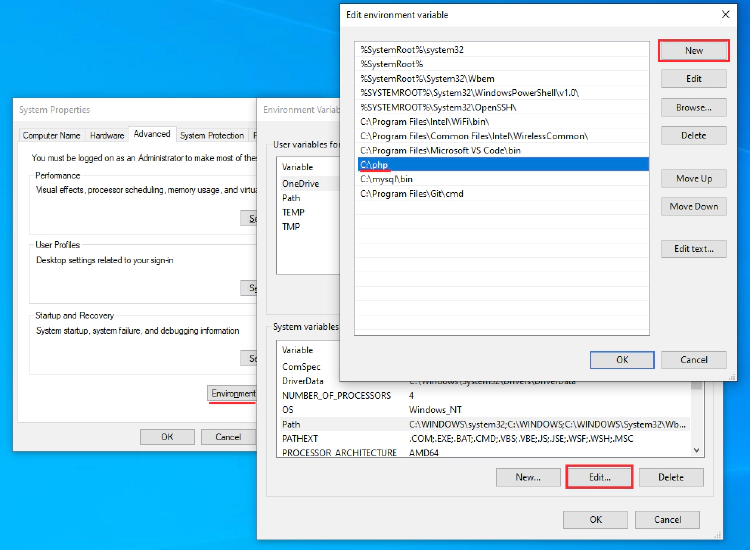 Edit environment variable
%SystemRoot%\system32
%SystemRoot%
%SystemRoot%\System32\Wbem
%SYSTEMROOT%\System32\WindowsPowerShell\v1.0\
%SYSTEMROOT%\System32\OpenSSH\
C:\Program Files\Intel\WiFi\bin\
C:\Program Files\Common Files\Intel\WirelessCommon\
C:\Program Files\Microsoft VS Code\bin
C:\php
C:\mysql\bin
C:\Program Files\Git\cmd
New
Edit
Browse...
Delete
Move Up
Move Down
Edit text...
OK
Cancel
System Properties
Computer Name
Hardware
Advanced
System Protection
You must be logged on as an Administrator to make most of these
Performance
Visual effects, processor scheduling, memory usage, and virtu
User Profiles
Desktop settings related to your sign-in
Startup and Recovery
System startup, system failure, and debugging information
Environment
OK
Cancel
Environment Variab
User variables for
Variable
OneDrive
Path
TEMP
TMP
System variables
Variable
ComSpec
DriverData
C:\Windows\System32\Drivers\DriverData
NUMBER_OF_PROCESSORS 4
OS Windows_NT
Path C:\WINDOWS\system32;C:\WINDOWS;C:\WINDOWS\System32\Wb...
PATHEXT .COM;.EXE;.BAT;.CMD;.VBS;.VBE;.JS;.JSE;.WSF;.WSH;.MSC
PROCESSOR_ARCHITECTURE AMD64
New...
Edit...
Delete
OK
Cancel